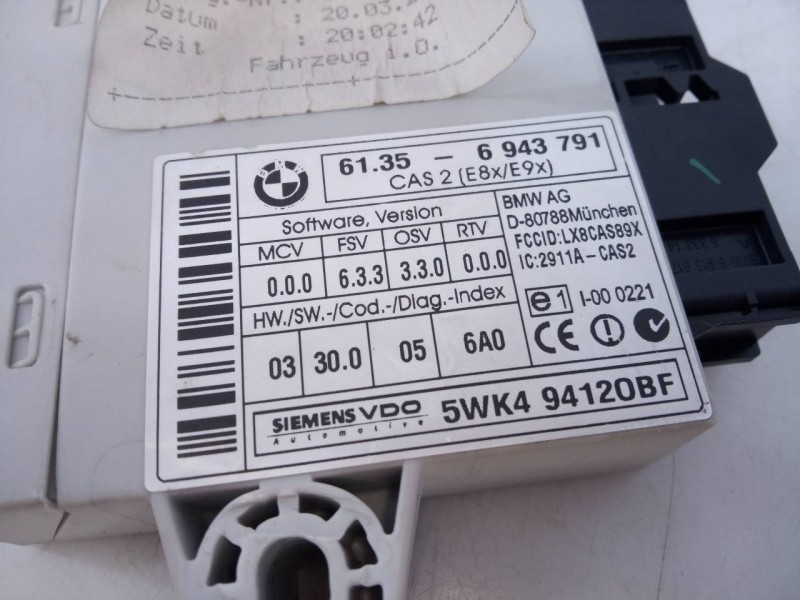 Datum : 20.03.
Zeit : 20:02:42
Fahrzeug i.O.
BMW
61.35 - 6 943 791
CAS 2 (E8x/E9x)
Software, Version
MCV FSV OSV RTV
0.0.0 6.3.3 3.3.0 0.0.0
HW./SW.-/Cod.-/Diag.-Index
03 30.0 05 6A0
BMW AG
D-80788München
FCCID:LX8CAS89X
IC:2911A-CAS2
e1 I-00 0221
CE
SIEMENS VDO
Automotive
5WK4 94120BF